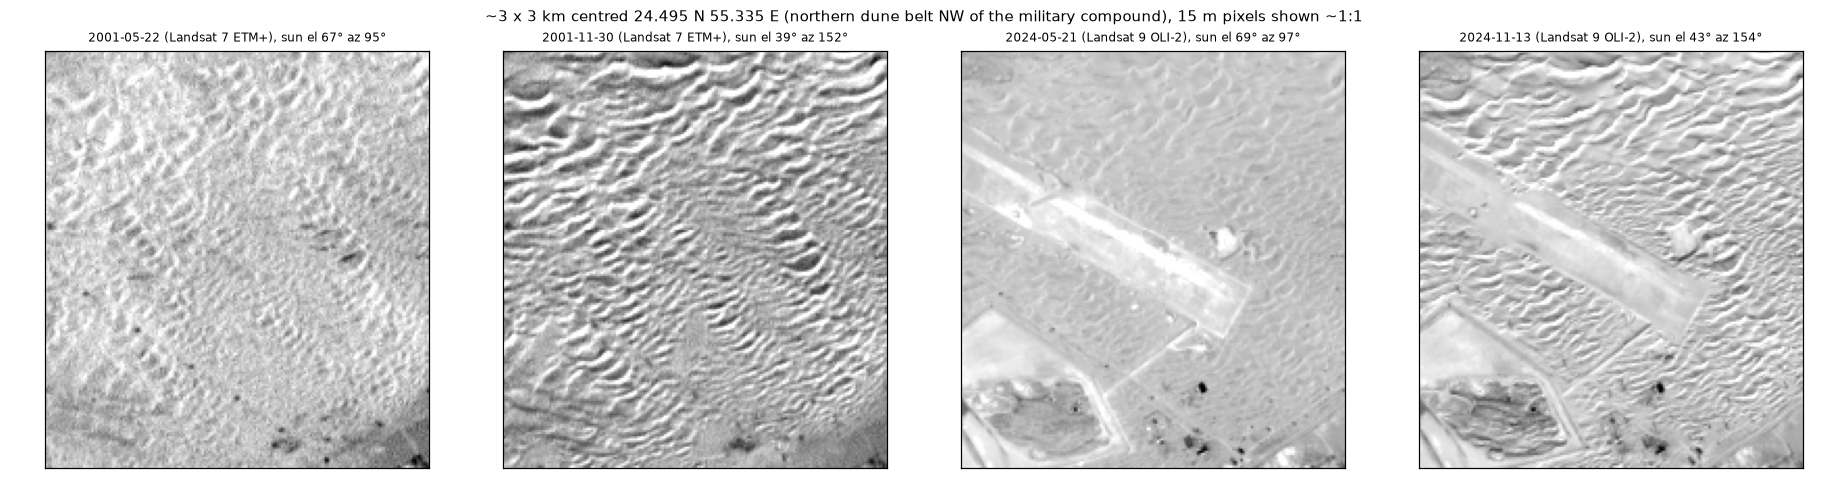 ~3 x 3 km centred 24.495 N 55.335 E (northern dune belt NW of the military compound), 15 m pixels shown ~1:1
2001-05-22 (Landsat 7 ETM+), sun el 67° az 95°
2001-11-30 (Landsat 7 ETM+), sun el 39° az 152°
2024-05-21 (Landsat 9 OLI-2), sun el 69° az 97°
2024-11-13 (Landsat 9 OLI-2), sun el 43° az 154°